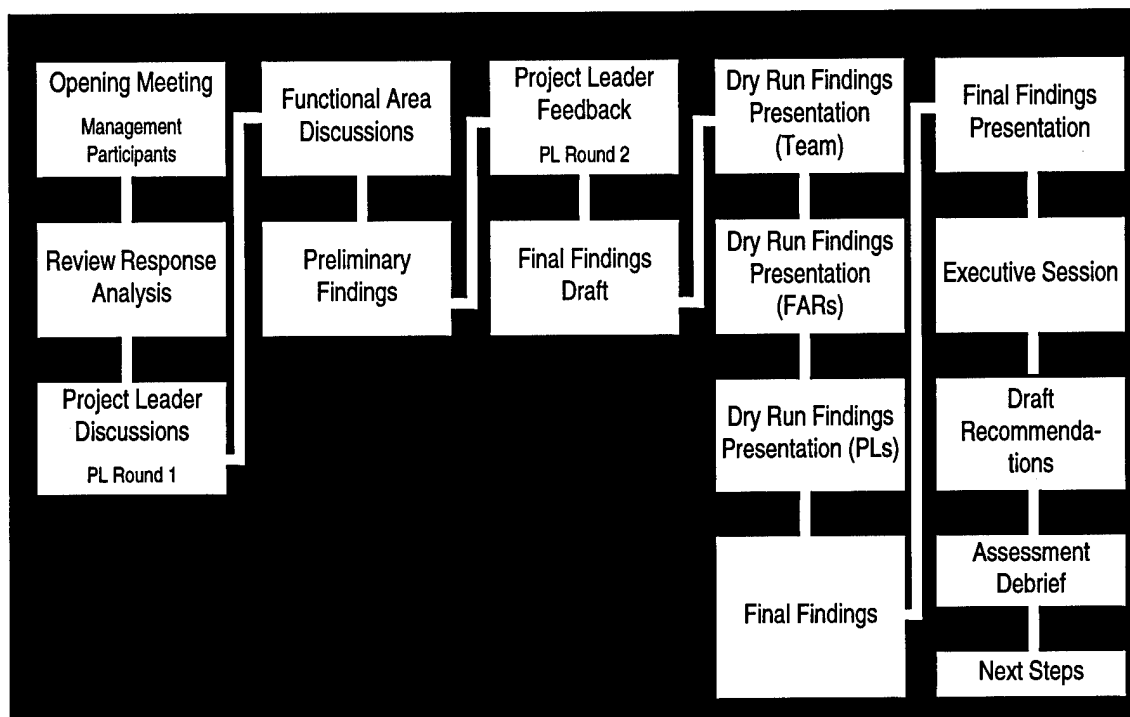 Opening Meeting
Management
Participants
Review Response
Analysis
Project Leader
Discussions
PL Round 1
Functional Area
Discussions
Preliminary
Findings
Project Leader
Feedback
PL Round 2
Final Findings
Draft
Dry Run Findings
Presentation
(Team)
Dry Run Findings
Presentation
(FARs)
Dry Run Findings
Presentation (PLs)
Final Findings
Final Findings
Presentation
Executive Session
Draft
Recommenda-
tions
Assessment
Debrief
Next Steps